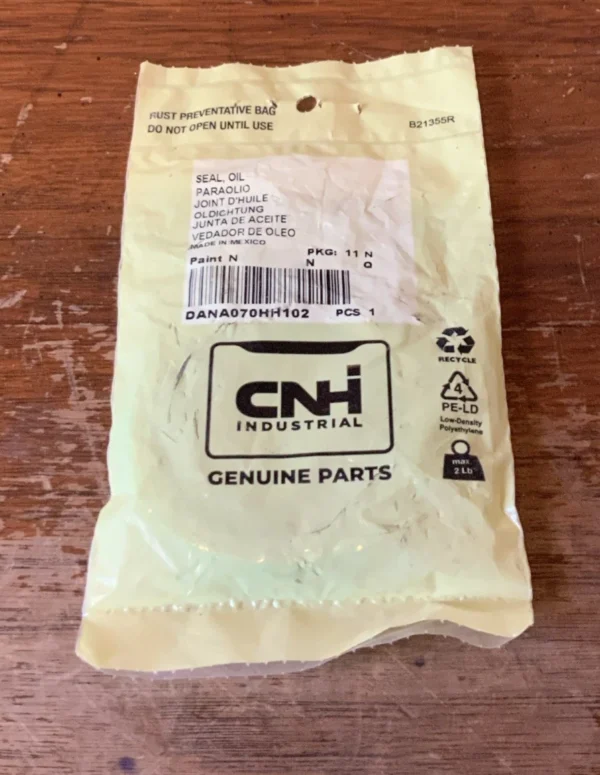 RUST PREVENTATIVE BAG
DO NOT OPEN UNTIL USE
B21355R
SEAL, OIL
PARAOLIO
JOINT D'HUILE
OLDICHTUNG
JUNTA DE ACEITE
VEDADOR DE OLEO
MADE IN MEXICO
Paint N
PKG: 11 N
N Q
DANA070HH102 PCS 1
RECYCLE
4
PE-LD
Low-Density
Polyethylene
max.
2 Lb
CNH
INDUSTRIAL
GENUINE PARTS